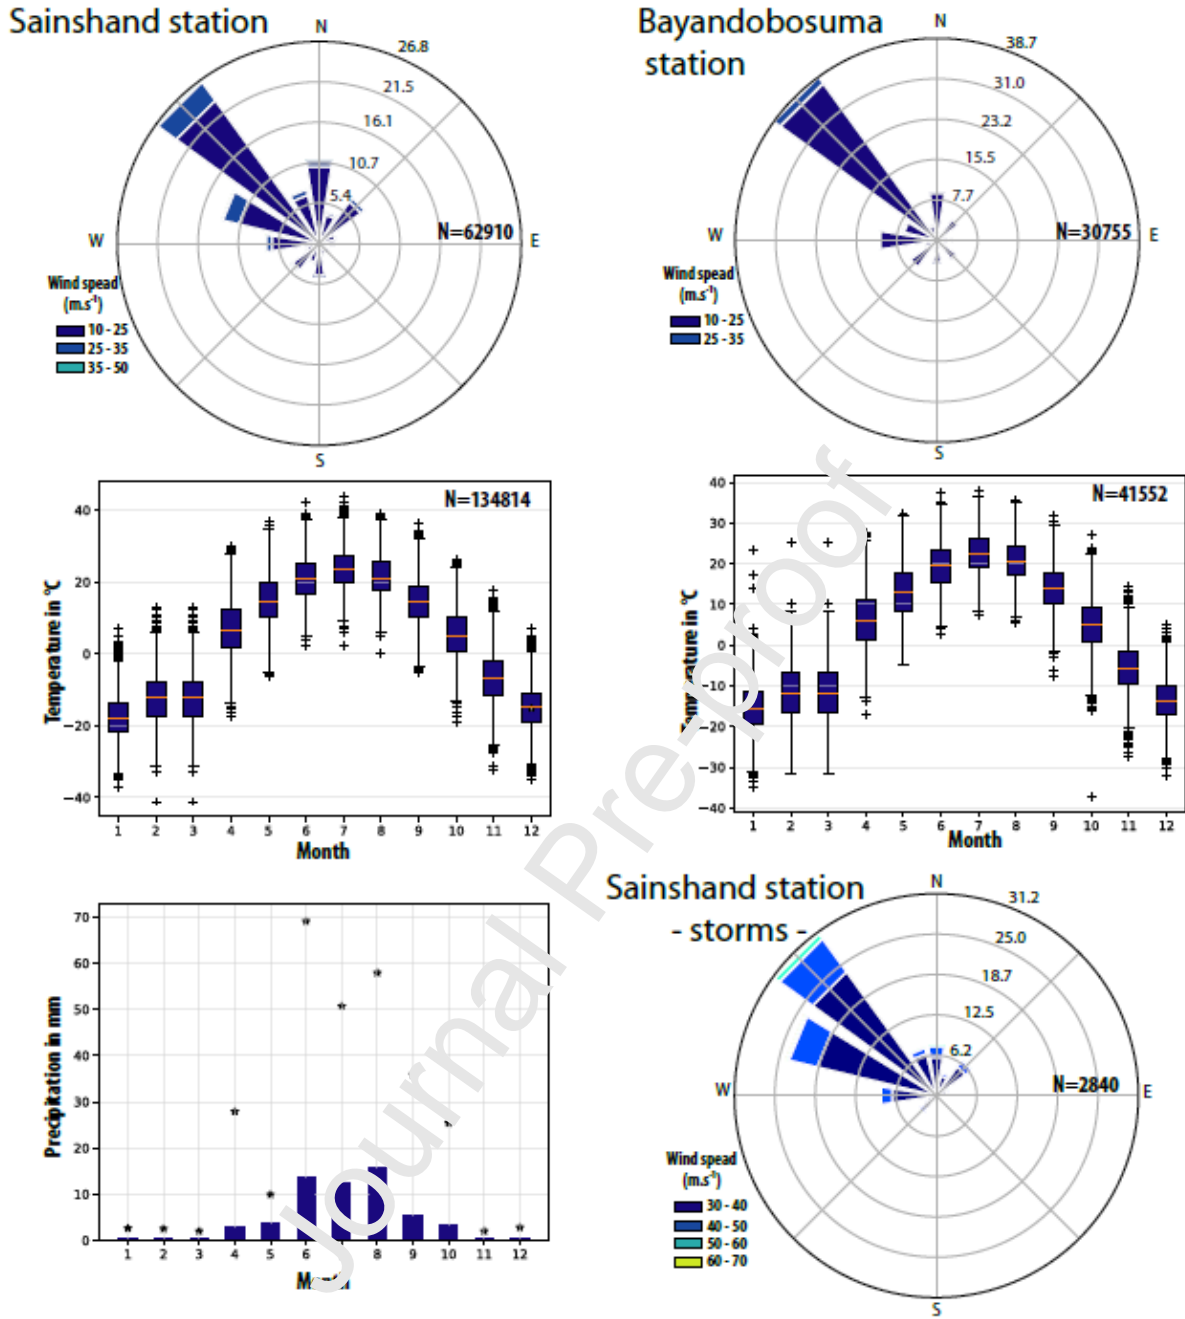 Sainshand station
N
26.8
21.5
16.1
10.7
5.4
N=62910
W
E
S
Wind spead
(m.s⁻¹)
10 - 25
25 - 35
35 - 50
Bayandobosuma
station
N
38.7
31.0
23.2
15.5
7.7
N=30755
W
E
S
Wind spead
(m.s⁻¹)
10 - 25
25 - 35
N=134814
Temperature in °C
40
20
0
−20
−40
1 2 3 4 5 6 7 8 9 10 11 12
Month
N=41552
Temperature in °C
40
30
20
10
0
−10
−20
−30
−40
1 2 3 4 5 6 7 8 9 10 11 12
Month
Precipitation in mm
70
60
50
40
30
20
10
0
1 2 3 4 5 6 7 8 9 10 11 12
Month
Sainshand station
- storms -
N
31.2
25.0
18.7
12.5
6.2
N=2840
W
E
S
Wind spead
(m.s⁻¹)
30 - 40
40 - 50
50 - 60
60 - 70
Journal Pre-proof